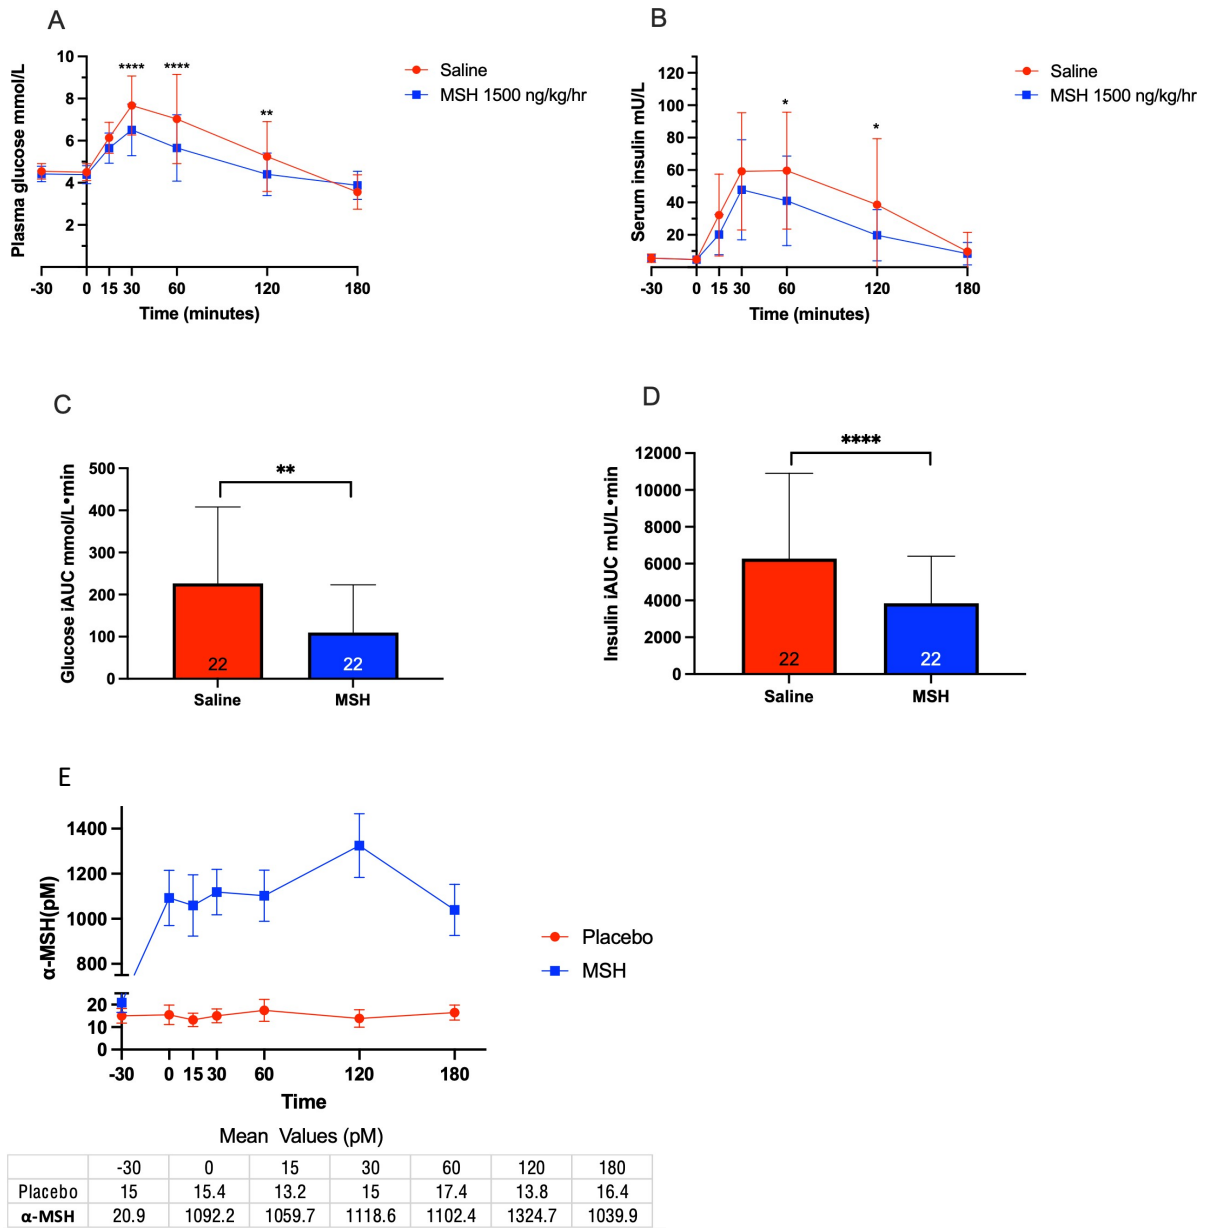 A
Plasma glucose mmol/L
10
8
6
4
2
**** **** **
-30 0 15 30 60 120 180
Time (minutes)
Saline
MSH 1500 ng/kg/hr
B
Serum insulin mU/L
120
100
80
60
40
20
* *
-30 0 15 30 60 120 180
Time (minutes)
Saline
MSH 1500 ng/kg/hr
C
Glucose iAUC mmol/L•min
500
400
300
200
100
0
**
22 22
Saline MSH
D
Insulin iAUC mU/L•min
12000
10000
8000
6000
4000
2000
0
****
22 22
Saline MSH
E
α-MSH(pM)
1400
1200
1000
800
20
10
0
-30 0 15 30 60 120 180
Time
Placebo
MSH
Mean Values (pM)
-30 0 15 30 60 120 180
Placebo 15 15.4 13.2 15 17.4 13.8 16.4
α-MSH 20.9 1092.2 1059.7 1118.6 1102.4 1324.7 1039.9